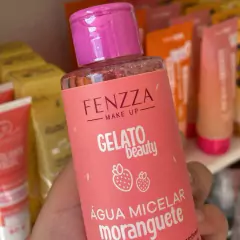 FENZZA
MAKE UP
GELATO
beauty
ÁGUA MICELAR
moranguete